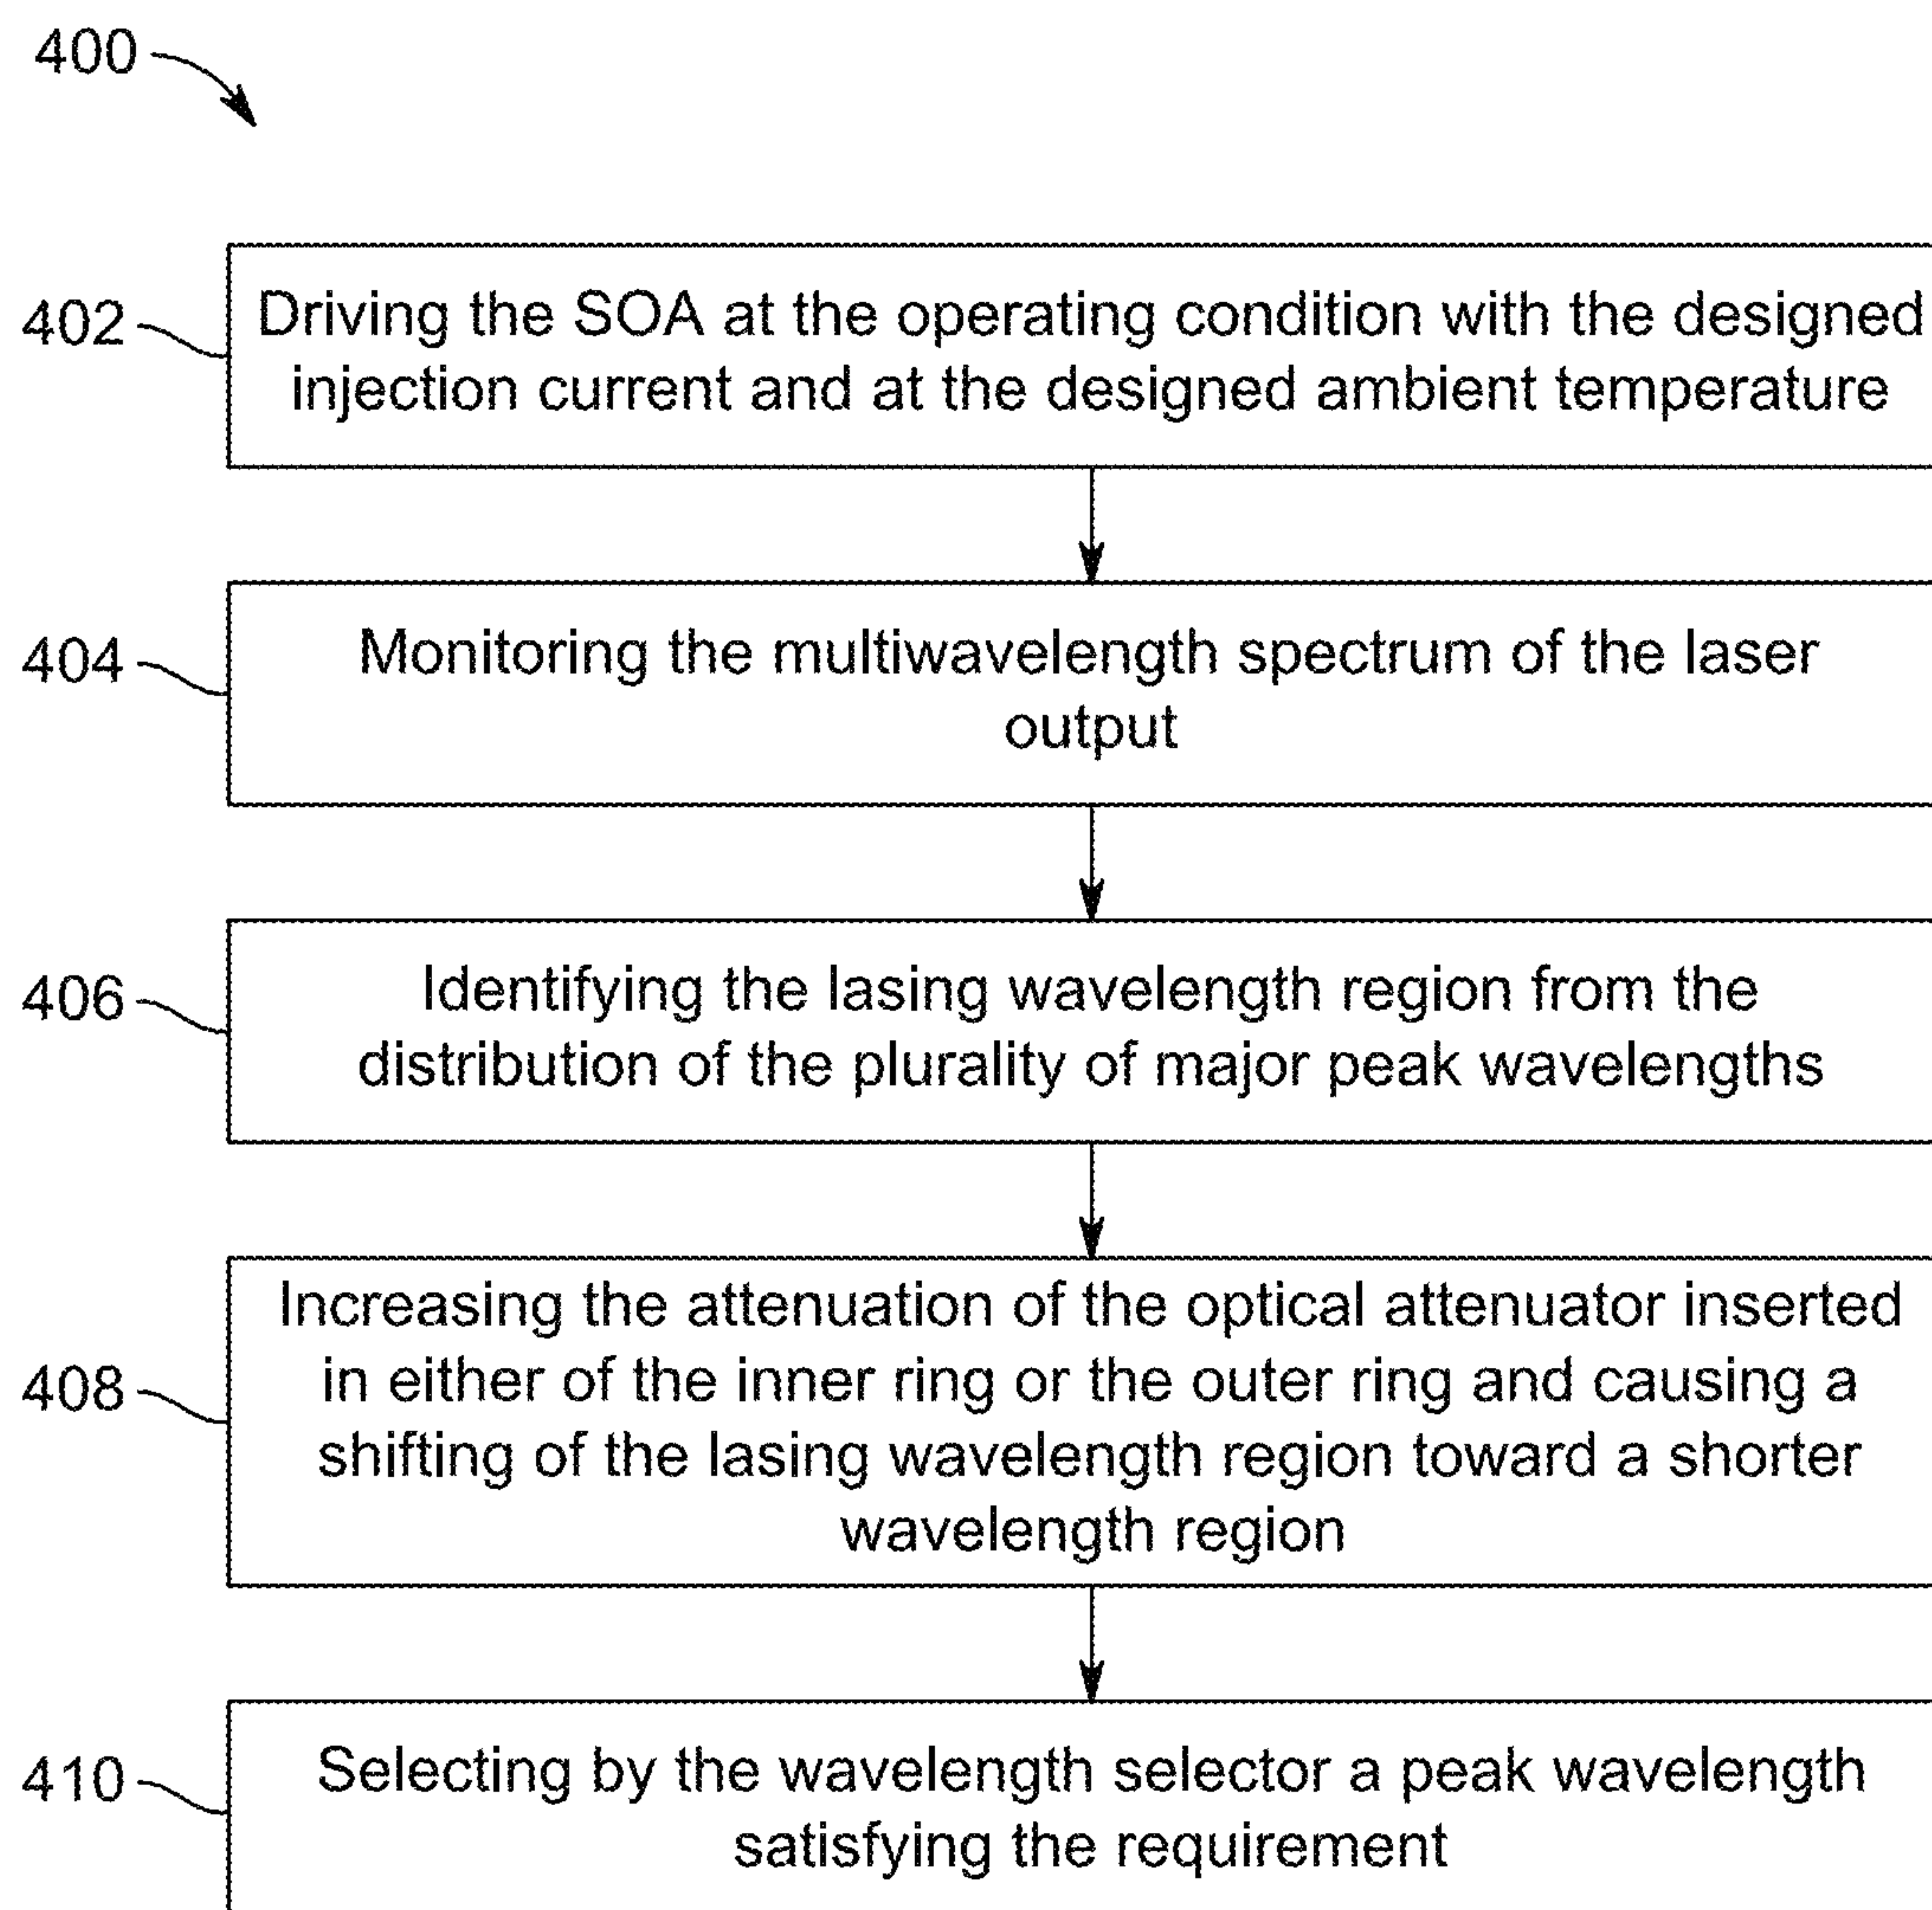 400
402
Driving the SOA at the operating condition with the designed
injection current and at the designed ambient temperature
404
Monitoring the multiwavelength spectrum of the laser
output
406
Identifying the lasing wavelength region from the
distribution of the plurality of major peak wavelengths
408
Increasing the attenuation of the optical attenuator inserted
in either of the inner ring or the outer ring and causing a
shifting of the lasing wavelength region toward a shorter
wavelength region
410
Selecting by the wavelength selector a peak wavelength
satisfying the requirement